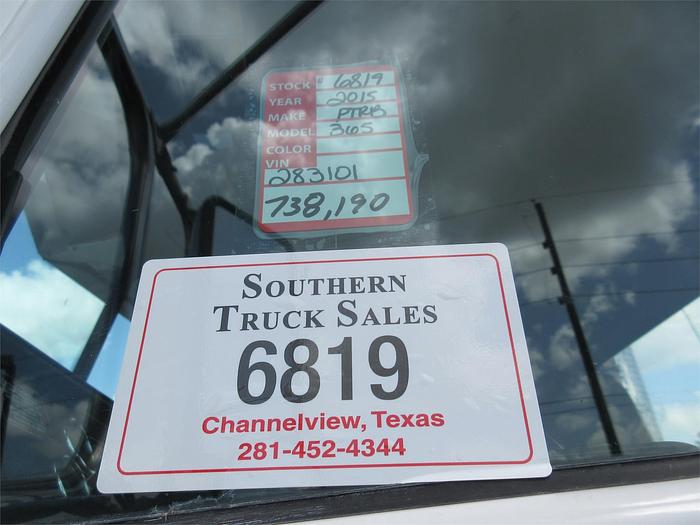 STOCK # 6819
YEAR 2015
MAKE PTRB
MODEL 365
COLOR
VIN
283101
738,190
SOUTHERN
TRUCK SALES
6819
Channelview, Texas
281-452-4344